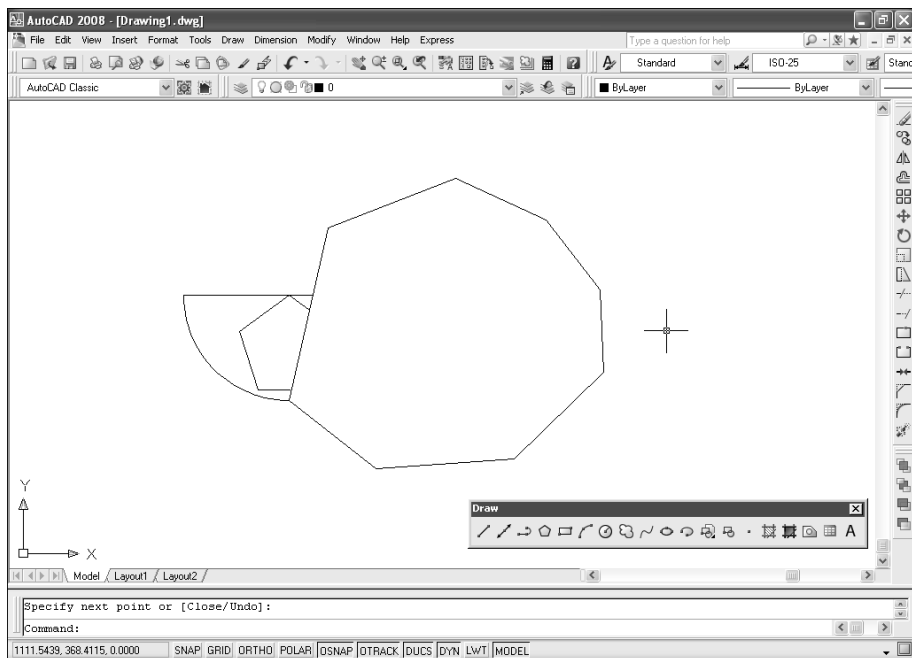 AutoCAD 2008 - [Drawing1.dwg]
File Edit View Insert Format Tools Draw Dimension Modify Window Help Express Type a question for help
Standard ISO-25 Stanc
AutoCAD Classic 0 ByLayer ByLayer
Y
X
Draw
A
Model Layout1 Layout2
Specify next point or [Close/Undo]:
Command:
1111.5439, 368.4115, 0.0000 SNAP GRID ORTHO POLAR OSNAP OTRACK DUCS DYN LWT MODEL